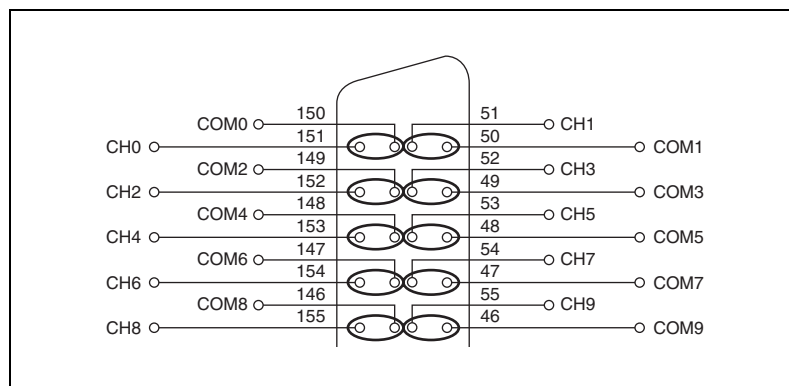 COM0 150 51 CH1
CH0 151 50 COM1
COM2 149 52 CH3
CH2 152 49 COM3
COM4 148 53 CH5
CH4 153 48 COM5
COM6 147 54 CH7
CH6 154 47 COM7
COM8 146 55 CH9
CH8 155 46 COM9